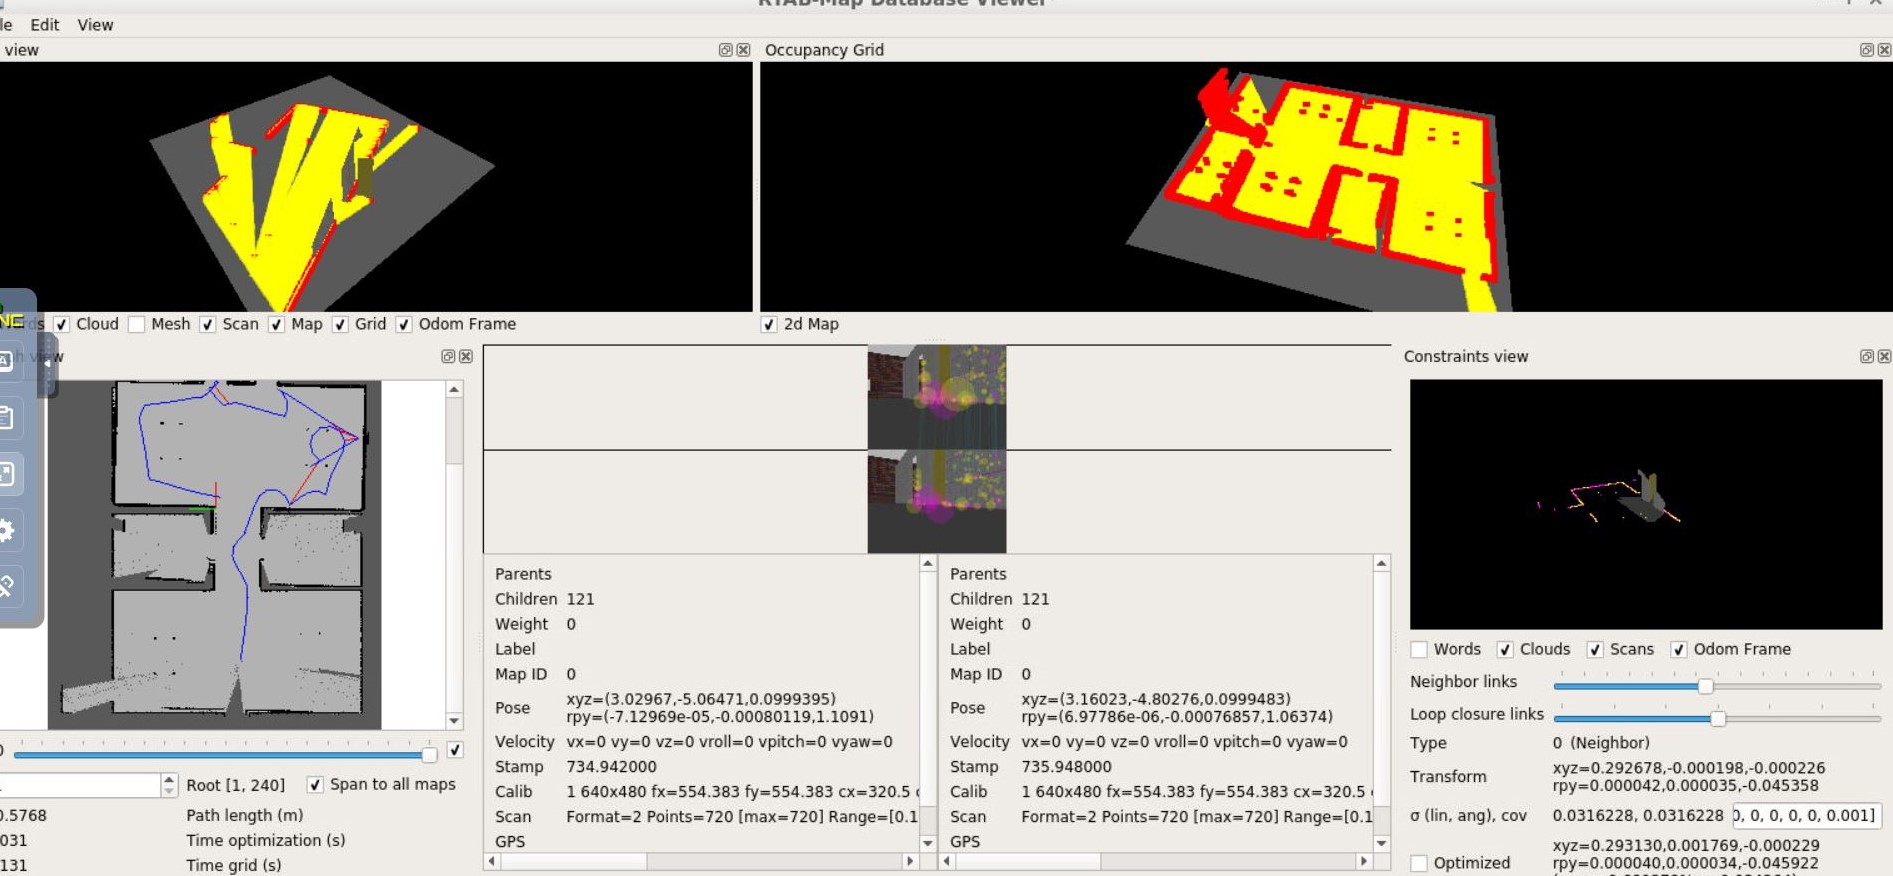 RTAB-Map Database Viewer
le Edit View
view
Occupancy Grid
rds Cloud Mesh Scan Map Grid Odom Frame
2d Map
view
Constraints view
Parents
Children 121
Weight 0
Label
Map ID 0
Pose xyz=(3.02967,-5.06471,0.0999395)
rpy=(-7.12969e-05,-0.00080119,1.1091)
Velocity vx=0 vy=0 vz=0 vroll=0 vpitch=0 vyaw=0
Stamp 734.942000
Calib 1 640x480 fx=554.383 fy=554.383 cx=320.5
Scan Format=2 Points=720 [max=720] Range=[0.1
GPS
Parents
Children 121
Weight 0
Label
Map ID 0
Pose xyz=(3.16023,-4.80276,0.0999483)
rpy=(6.97786e-06,-0.00076857,1.06374)
Velocity vx=0 vy=0 vz=0 vroll=0 vpitch=0 vyaw=0
Stamp 735.948000
Calib 1 640x480 fx=554.383 fy=554.383 cx=320.5
Scan Format=2 Points=720 [max=720] Range=[0.1
GPS
Words Clouds Scans Odom Frame
Neighbor links
Loop closure links
Type 0 (Neighbor)
Transform xyz=0.292678,-0.000198,-0.000226
rpy=0.000042,0.000035,-0.045358
σ (lin, ang), cov 0.0316228, 0.0316228 0, 0, 0, 0, 0, 0.001]
Optimized xyz=0.293130,0.001769,-0.000229
rpy=0.000040,0.000034,-0.045922
Root [1, 240] Span to all maps
.5768 Path length (m)
031 Time optimization (s)
131 Time grid (s)